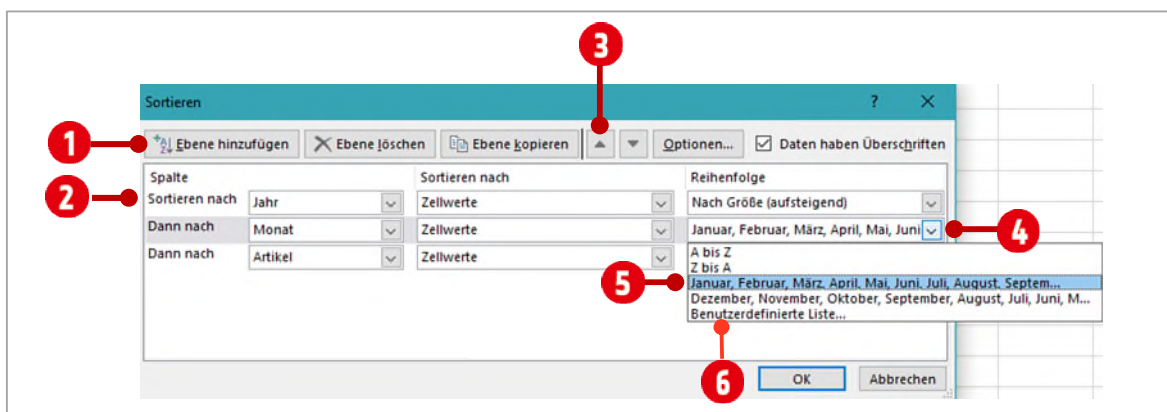 3
Sortieren ?
1 Ebene hinzufügen Ebene löschen Ebene kopieren Optionen... Daten haben Überschriften
Spalte Sortieren nach Reihenfolge
2 Sortieren nach Jahr Zellwerte Nach Größe (aufsteigend)
Dann nach Monat Zellwerte Januar, Februar, März, April, Mai, Juni 4
Dann nach Artikel Zellwerte
A bis Z
Z bis A
5 Januar, Februar, März, April, Mai, Juni, Juli, August, Septem...
Dezember, November, Oktober, September, August, Juli, Juni, M...
Benutzerdefinierte Liste...
6 OK Abbrechen